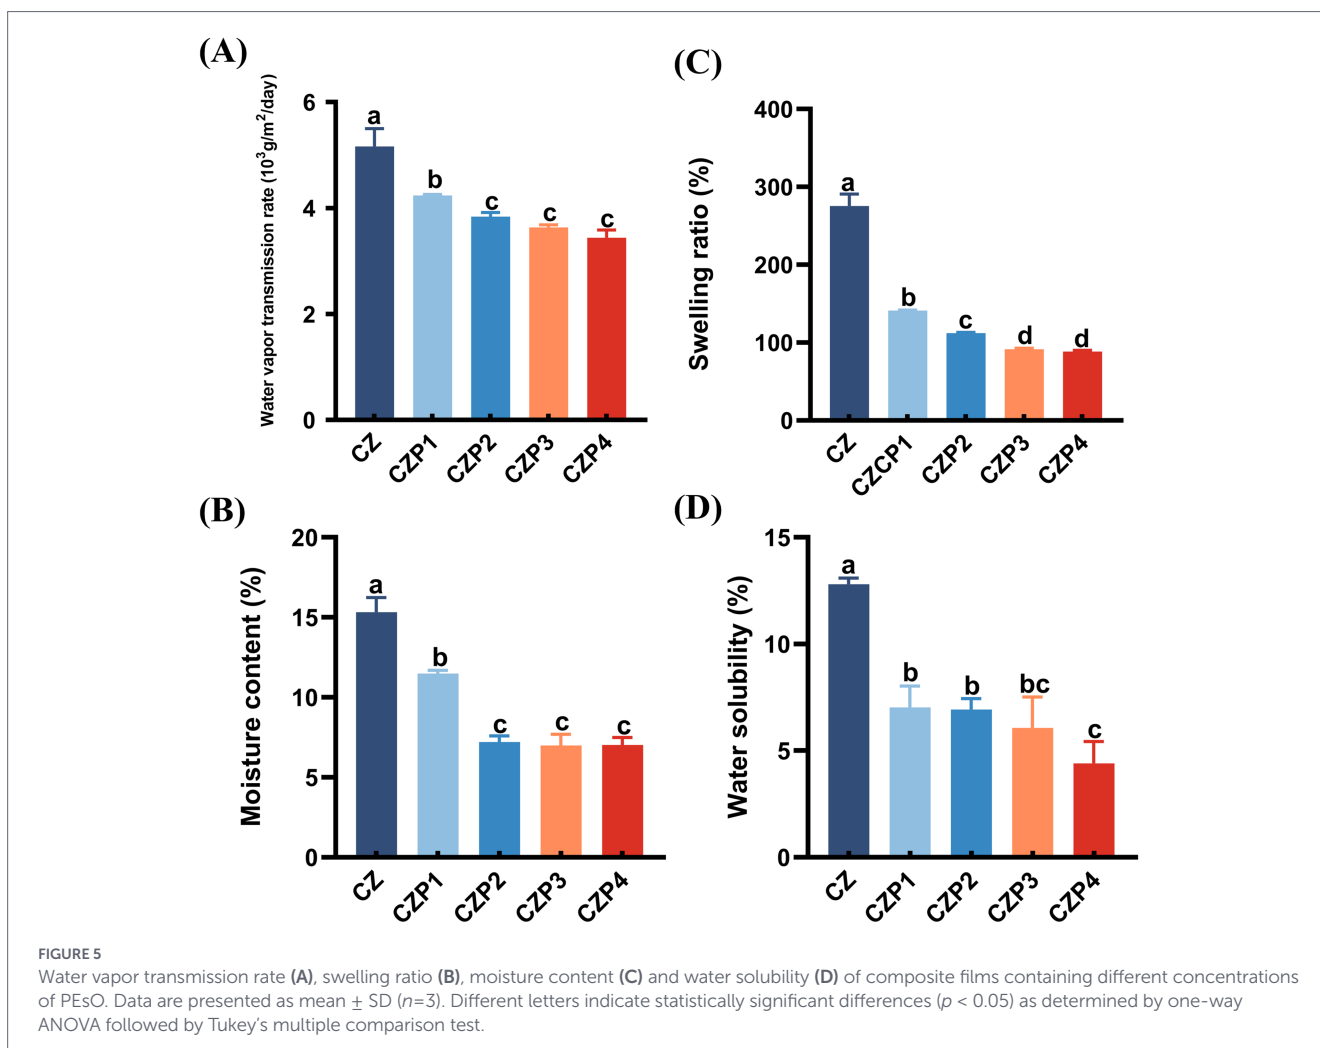 (A)
Water vapor transmission rate (10³g/m²/day)
6
4
2
0
a
b
c
c
c
CZ
CZP1
CZP2
CZP3
CZP4
(C)
Swelling ratio (%)
400
300
200
100
0
a
b
c
d
d
CZ
CZCP1
CZP2
CZP3
CZP4
(B)
Moisture content (%)
20
15
10
5
0
a
b
c
c
c
CZ
CZP1
CZP2
CZP3
CZP4
(D)
Water solubility (%)
15
10
5
0
a
b
b
bc
c
CZ
CZP1
CZP2
CZP3
CZP4
FIGURE 5
Water vapor transmission rate (A), swelling ratio (B), moisture content (C) and water solubility (D) of composite films containing different concentrations
of PEsO. Data are presented as mean ± SD (n=3). Different letters indicate statistically significant differences (p < 0.05) as determined by one-way
ANOVA followed by Tukey’s multiple comparison test.